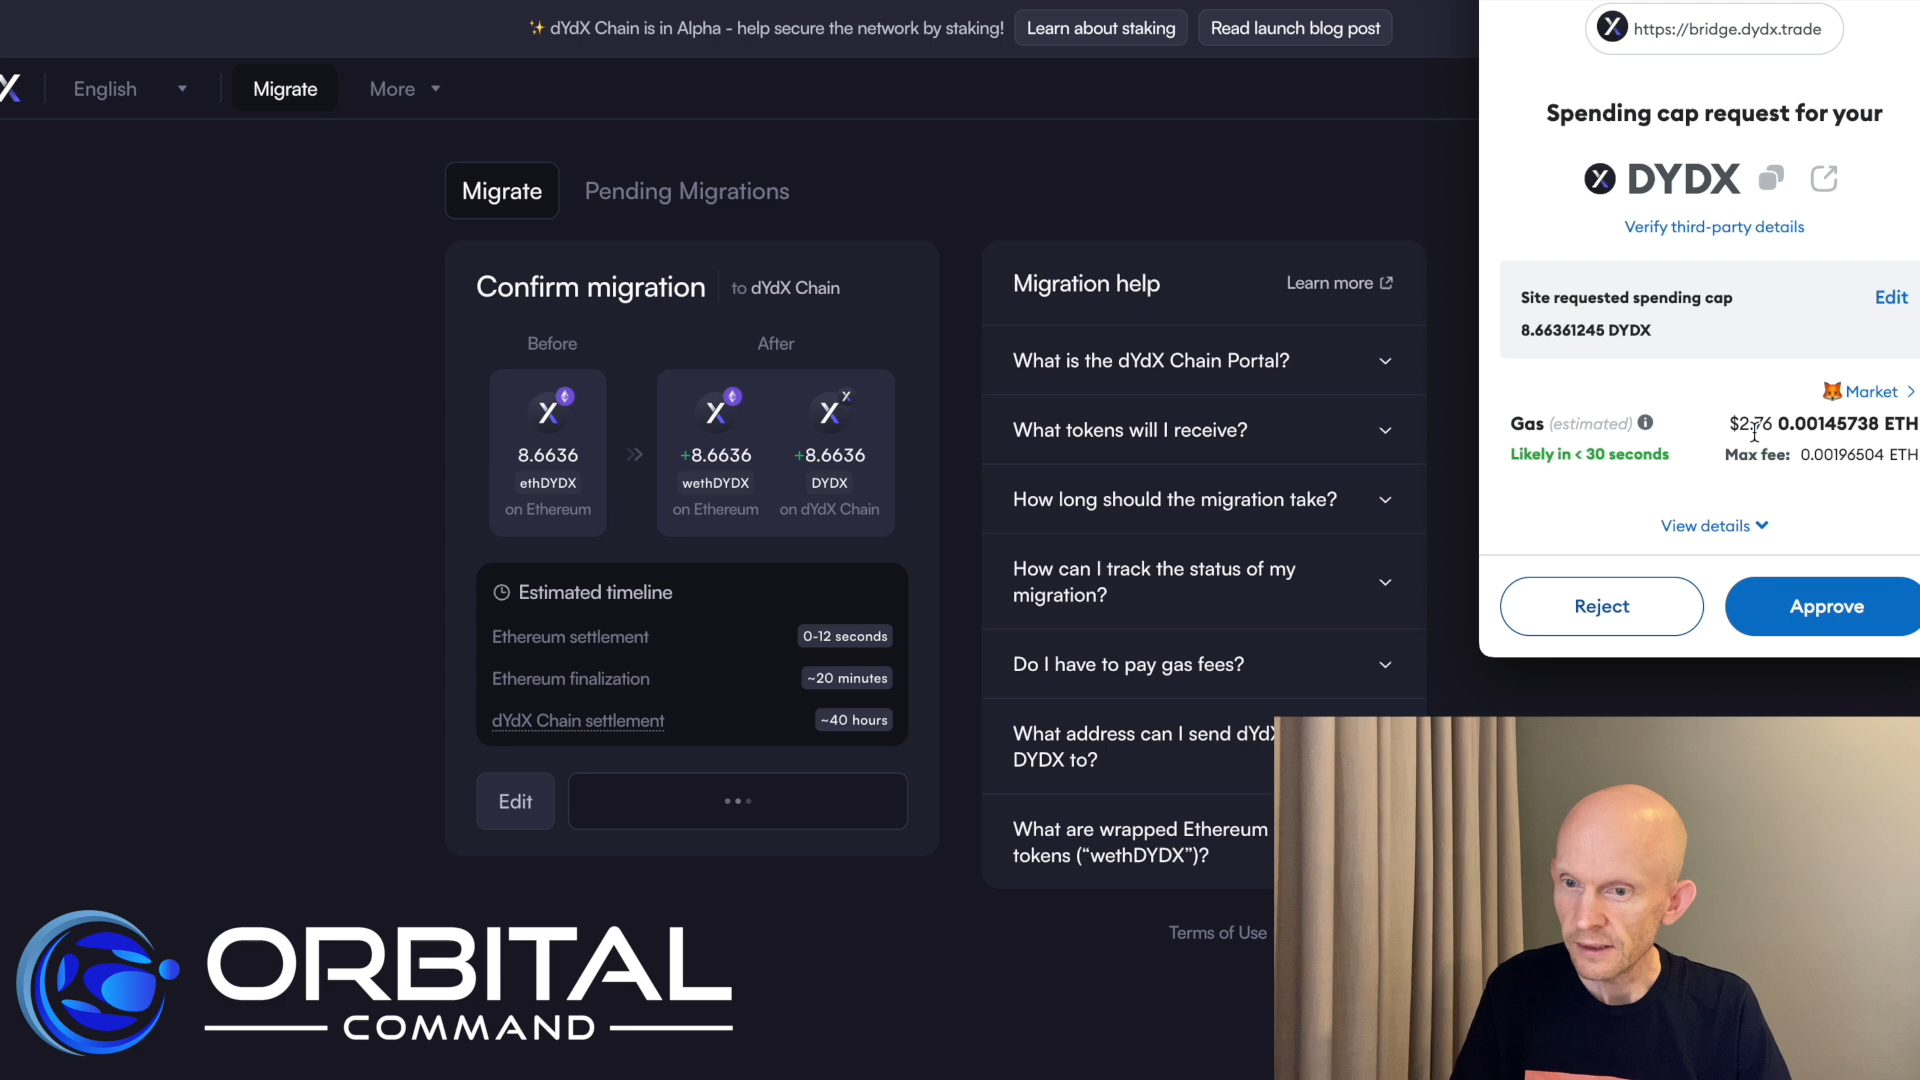 ✨ dYdX Chain is in Alpha - help secure the network by staking!
Learn about staking
Read launch blog post
English
Migrate
More
Migrate
Pending Migrations
Confirm migration
to dYdX Chain
Before
After
8.6636
ethDYDX
on Ethereum
+8.6636
wethDYDX
on Ethereum
+8.6636
DYDX
on dYdX Chain
Estimated timeline
Ethereum settlement
0-12 seconds
Ethereum finalization
~20 minutes
dYdX Chain settlement
~40 hours
Edit
Migration help
Learn more
What is the dYdX Chain Portal?
What tokens will I receive?
How long should the migration take?
How can I track the status of my
migration?
Do I have to pay gas fees?
What address can I send dYdX
DYDX to?
What are wrapped Ethereum
tokens (“wethDYDX”)?
Terms of Use
https://bridge.dydx.trade
Spending cap request for your
DYDX
Verify third-party details
Site requested spending cap
Edit
8.66361245 DYDX
Market >
Gas (estimated)
$2.76 0.00145738 ETH
Likely in < 30 seconds
Max fee: 0.00196504 ETH
View details
Reject
Approve
ORBITAL
COMMAND